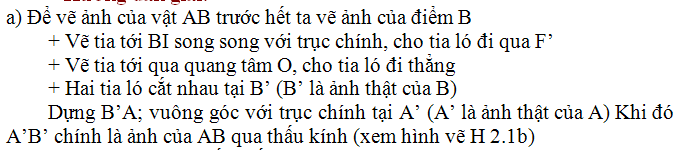 a) Để vẽ ảnh của vật AB trước hết ta vẽ ảnh của điểm B
+ Vẽ tia tới BI song song với trục chính, cho tia ló đi qua F’
+ Vẽ tia tới qua quang tâm O, cho tia ló đi thẳng
+ Hai tia ló cắt nhau tại B’ (B’ là ảnh thật của B)
Dựng B’A; vuông góc với trục chính tại A’ (A’ là ảnh thật của A) Khi đó
A’B’ chính là ảnh của AB qua thấu kính (xem hình vẽ H 2.1b)